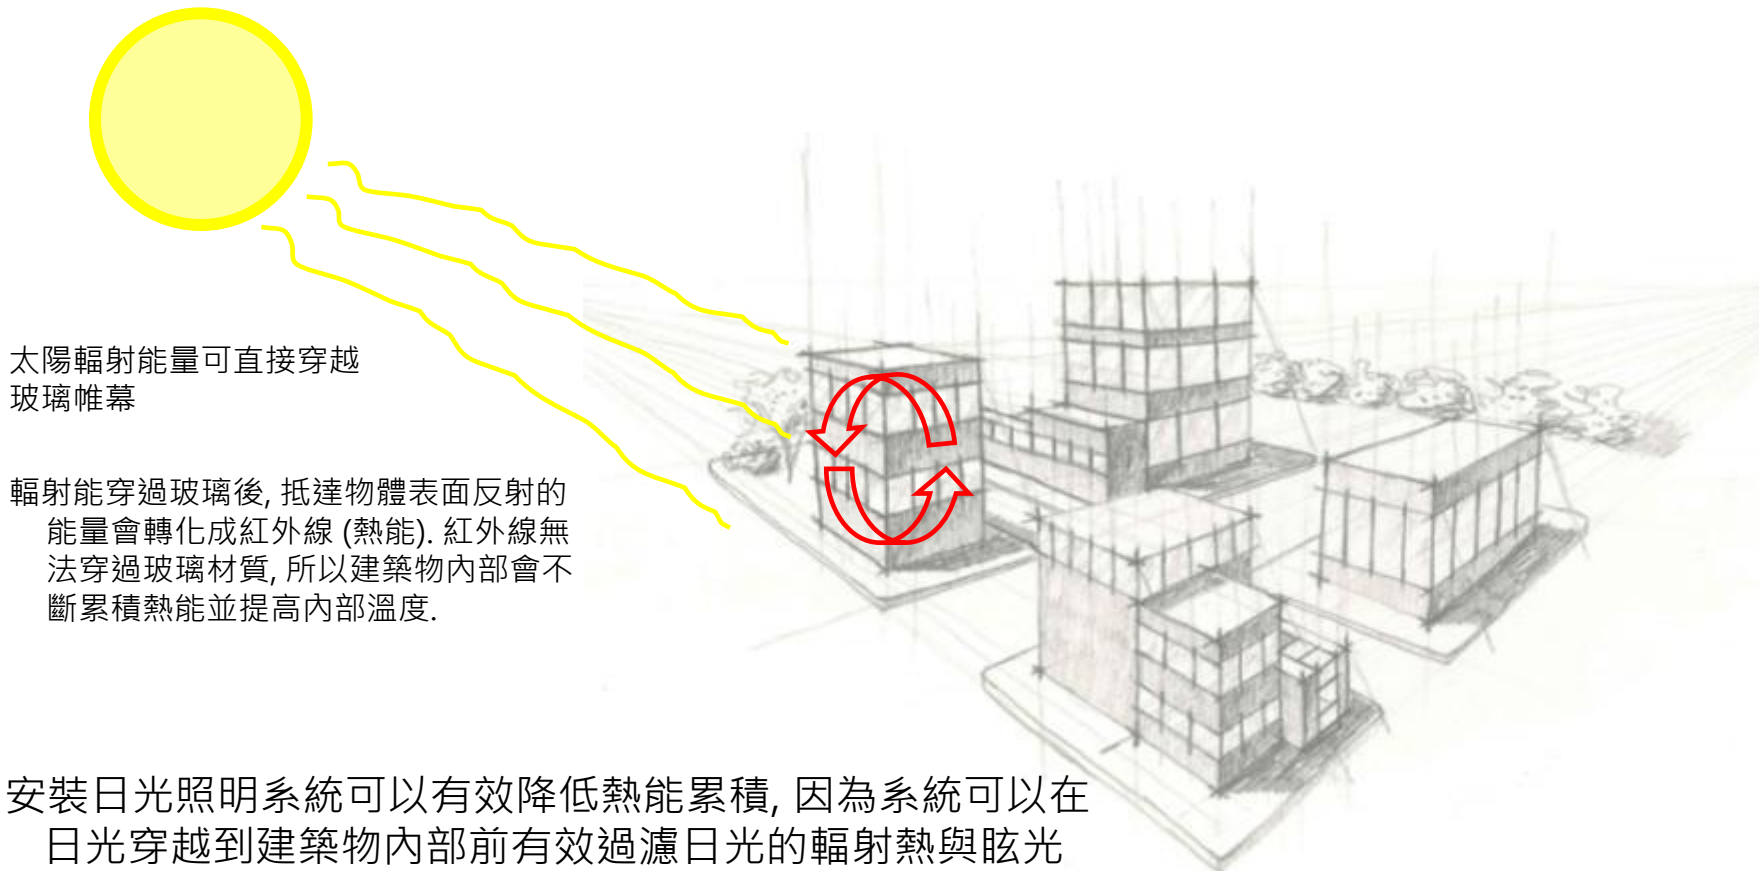 太陽輻射能量可直接穿越
玻璃帷幕
輻射能穿過玻璃後, 抵達物體表面反射的
能量會轉化成紅外線 (熱能). 紅外線無
法穿過玻璃材質, 所以建築物內部會不
斷累積熱能並提高內部溫度.
安裝日光照明系統可以有效降低熱能累積, 因為系統可以在
日光穿越到建築物內部前有效過濾日光的輻射熱與眩光